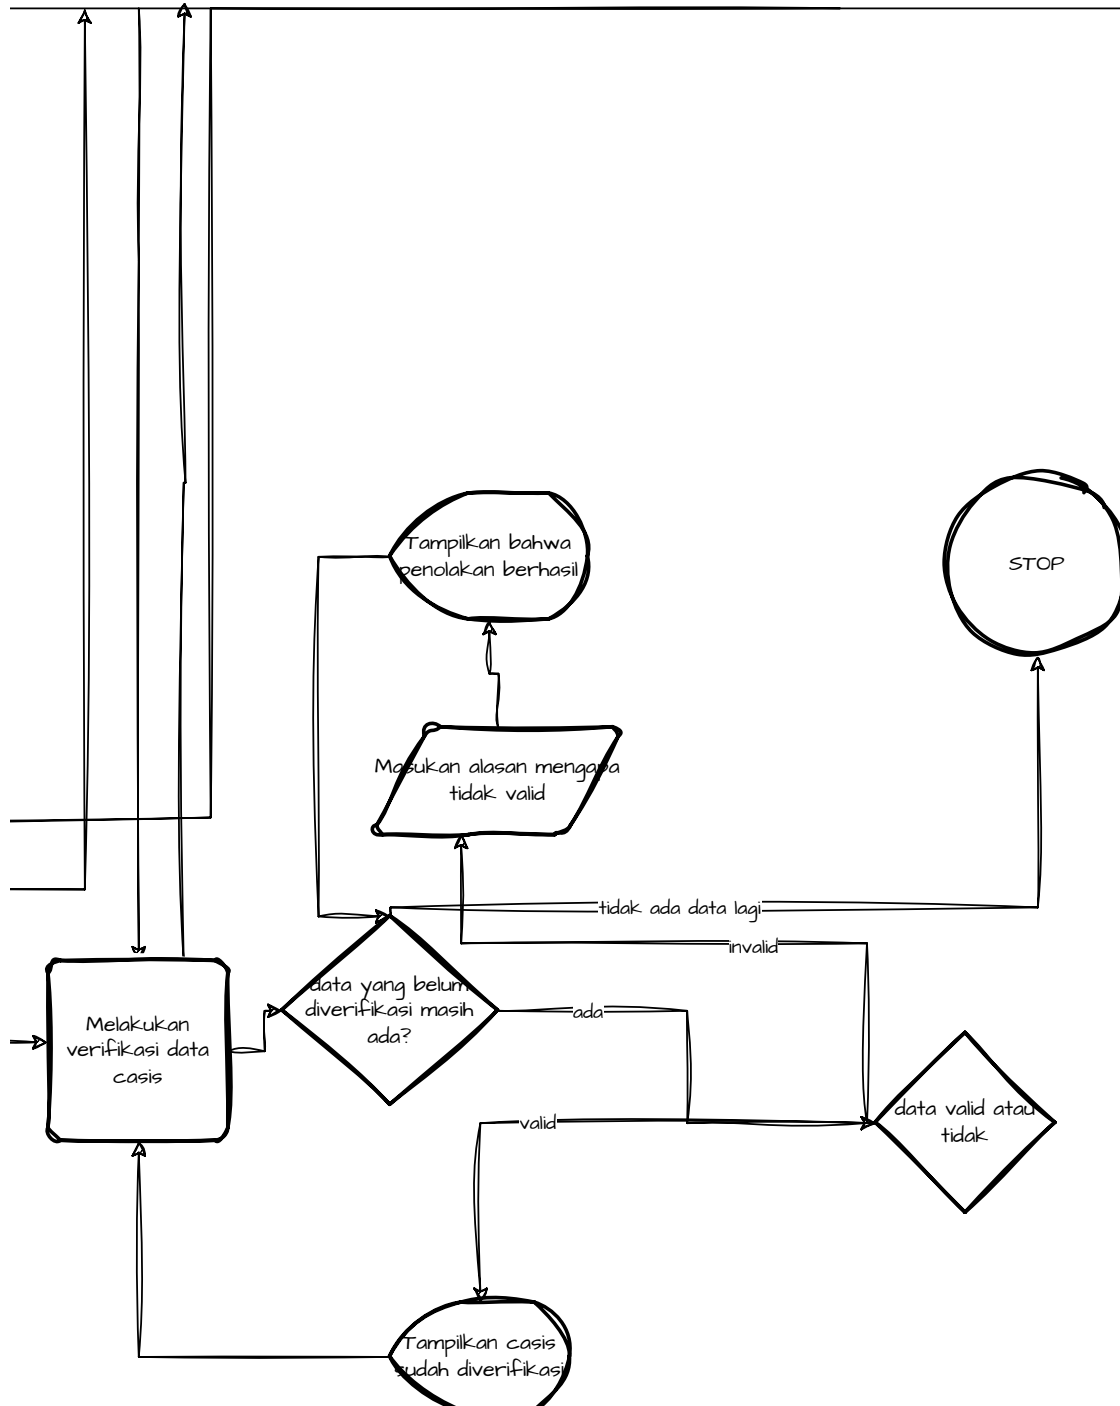 Tampilkan bahwa
penolakan berhasil
STOP
Masukan alasan mengapa
tidak valid
tidak ada data lagi
invalid
data yang belum
diverifikasi masih
ada?
ada
Melakukan
verifikasi data
casis
valid
data valid atau
tidak
Tampilkan casis
sudah diverifikasi